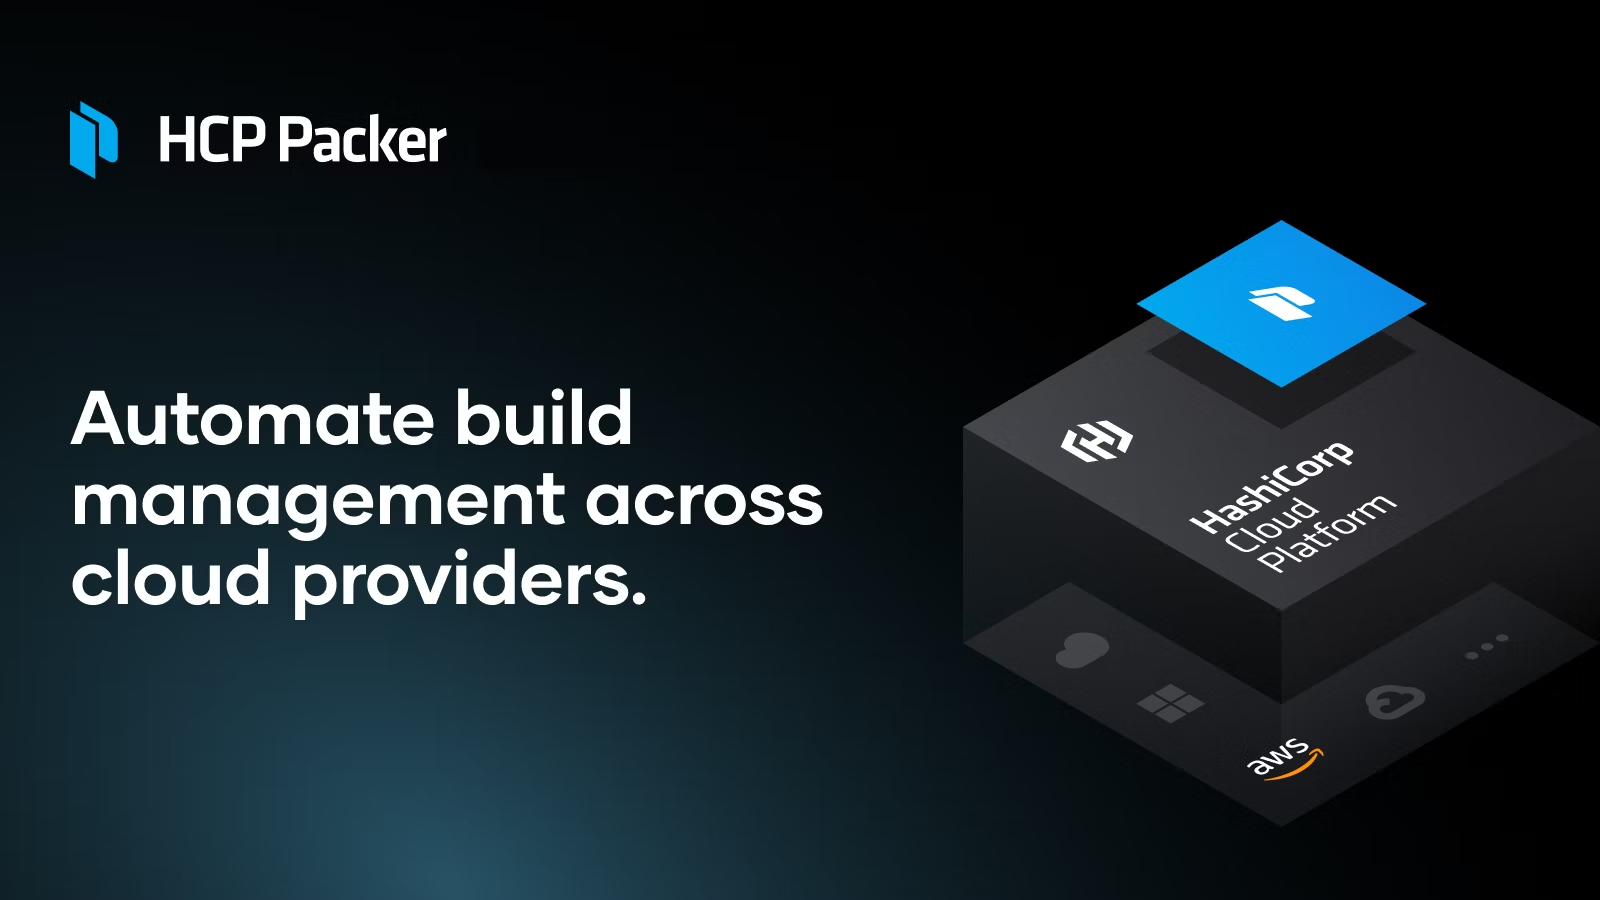 HCP Packer
Automate build
management across
cloud providers.
HashiCorp
Cloud
Platform
aws